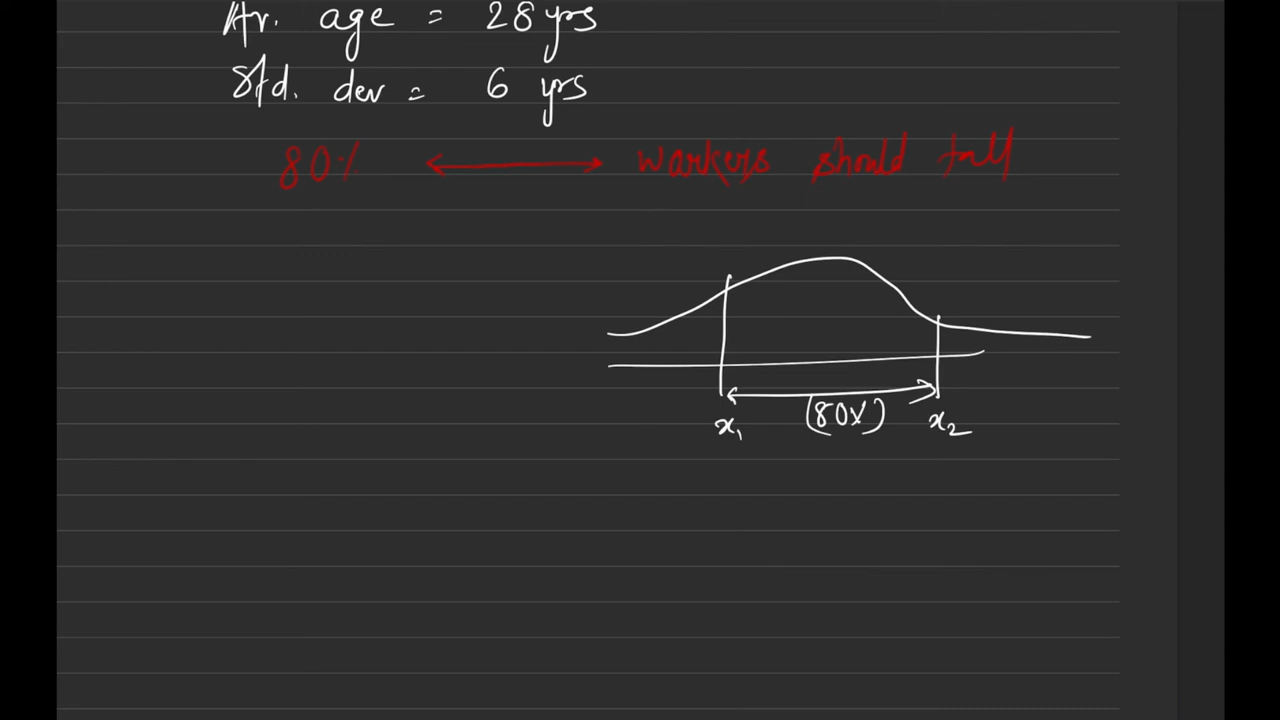 Av. age = 28 yrs
Std. dev = 6 yrs
80% ⟷ workers should fall
(80%)
x₁ x₂